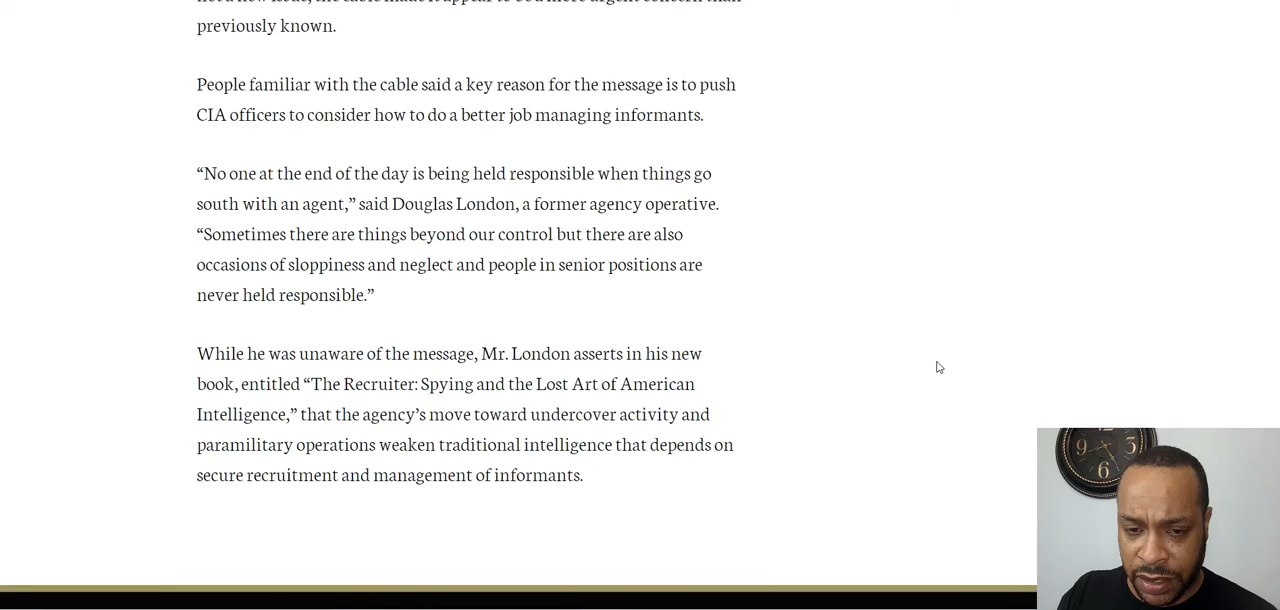 previously known.
People familiar with the cable said a key reason for the message is to push
CIA officers to consider how to do a better job managing informants.
“No one at the end of the day is being held responsible when things go
south with an agent,” said Douglas London, a former agency operative.
“Sometimes there are things beyond our control but there are also
occasions of sloppiness and neglect and people in senior positions are
never held responsible.”
While he was unaware of the message, Mr. London asserts in his new
book, entitled “The Recruiter: Spying and the Lost Art of American
Intelligence,” that the agency’s move toward undercover activity and
paramilitary operations weaken traditional intelligence that depends on
secure recruitment and management of informants.
9 3
6